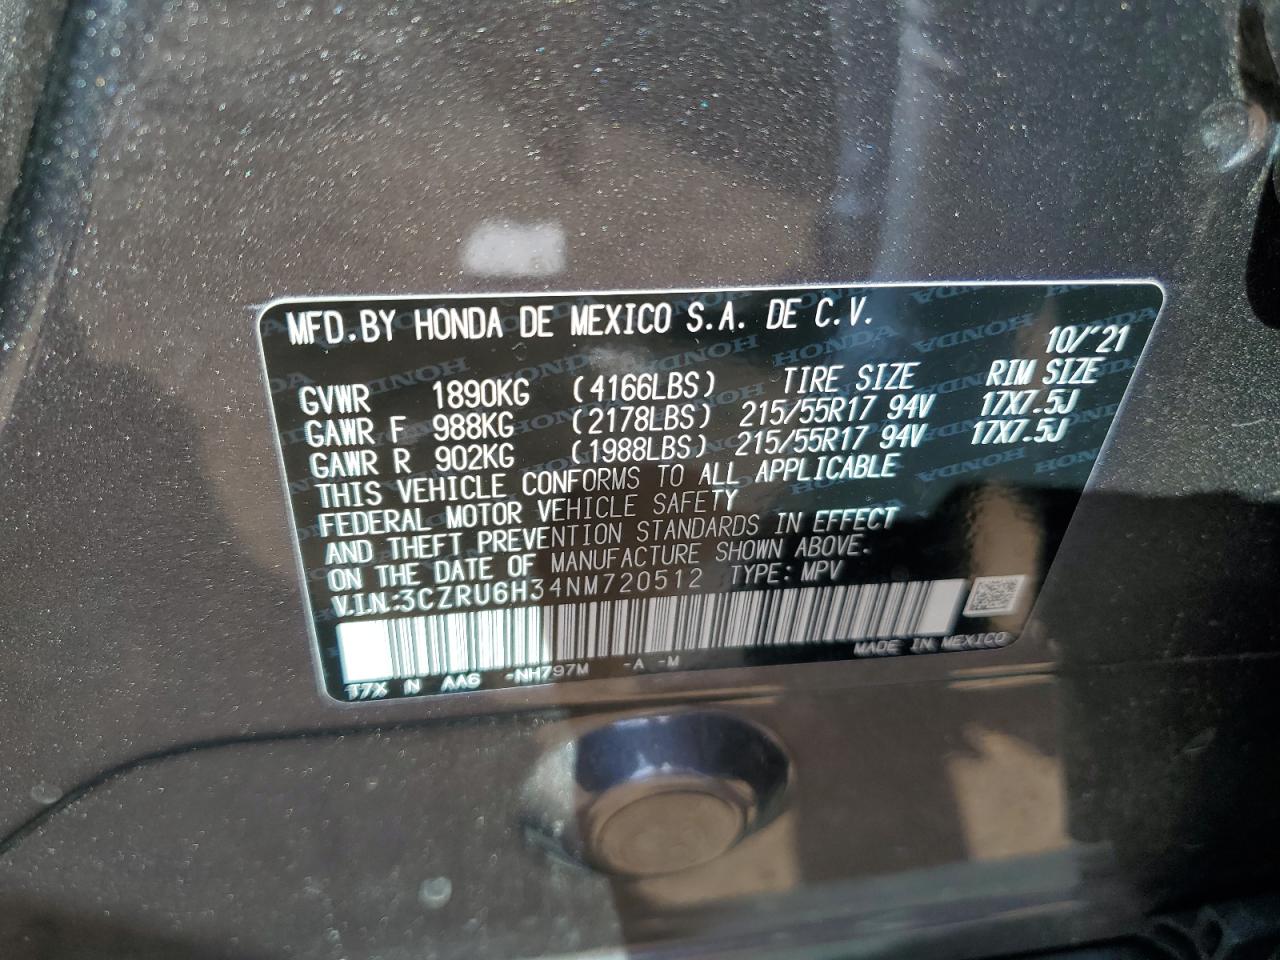 MFD.BY HONDA DE MEXICO S.A. DE C.V.
10/'21
GVWR 1890KG (4166LBS) TIRE SIZE RIM SIZE
GAWR F 988KG (2178LBS) 215/55R17 94V 17X7.5J
GAWR R 902KG (1988LBS) 215/55R17 94V 17X7.5J
THIS VEHICLE CONFORMS TO ALL APPLICABLE
FEDERAL MOTOR VEHICLE SAFETY
AND THEFT PREVENTION STANDARDS IN EFFECT
ON THE DATE OF MANUFACTURE SHOWN ABOVE.
V.I.N.:3CZRU6H34NM720512 TYPE: MPV
MADE IN MEXICO
T7X N AA6 -NH797M -A -M